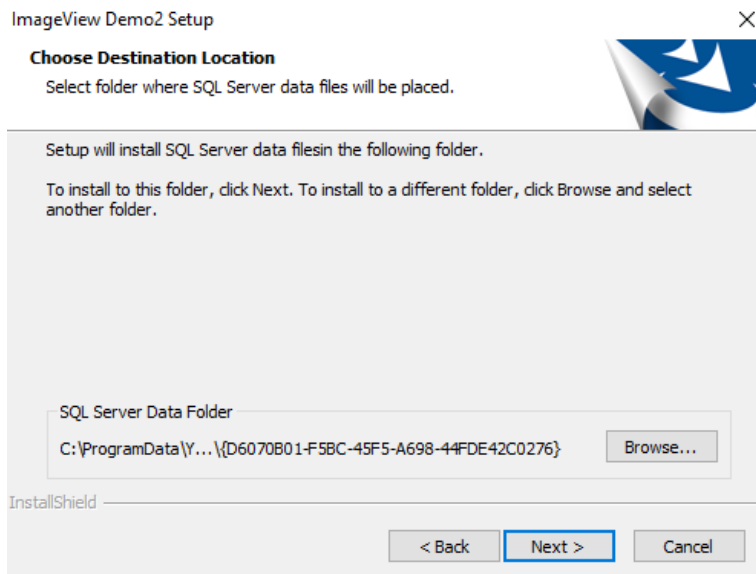 ImageView Demo2 Setup
Choose Destination Location
Select folder where SQL Server data files will be placed.
Setup will install SQL Server data filesin the following folder.
To install to this folder, click Next. To install to a different folder, click Browse and select
another folder.
SQL Server Data Folder
C:\ProgramData\Y...\{D6070B01-F5BC-45F5-A698-44FDE42C0276}
Browse...
InstallShield
< Back
Next >
Cancel